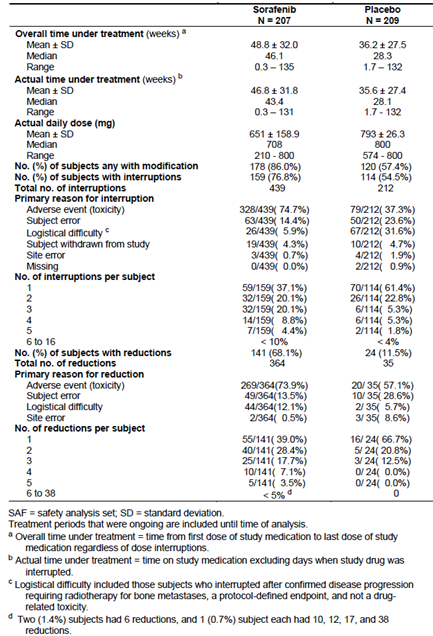 Sorafenib Placebo
N = 207 N = 209
Overall time under treatment (weeks) a
Mean ± SD 48.8 ± 32.0 36.2 ± 27.5
Median 46.1 28.3
Range 0.3 – 135 1.7 – 132
Actual time under treatment (weeks) b
Mean ± SD 46.8 ± 31.8 35.6 ± 27.4
Median 43.4 28.1
Range 0.3 – 131 1.7 - 132
Actual daily dose (mg)
Mean ± SD 651 ± 158.9 793 ± 26.3
Median 708 800
Range 210 - 800 574 - 800
No. (%) of subjects any with modification 178 (86.0%) 120 (57.4%)
No. (%) of subjects with interruptions 159 (76.8%) 114 (54.5%)
Total no. of interruptions 439 212
Primary reason for interruption
Adverse event (toxicity) 328/439( 74.7%) 79/212( 37.3%)
Subject error 63/439( 14.4%) 50/212( 23.6%)
Logistical difficulty c 26/439( 5.9%) 67/212( 31.6%)
Subject withdrawn from study 19/439( 4.3%) 10/212( 4.7%)
Site error 3/439( 0.7%) 4/212( 1.9%)
Missing 0/439( 0.0%) 2/212( 0.9%)
No. of interruptions per subject
1 59/159( 37.1%) 70/114( 61.4%)
2 32/159( 20.1%) 26/114( 22.8%)
3 32/159( 20.1%) 6/114( 5.3%)
4 14/159( 8.8%) 6/114( 5.3%)
5 7/159( 4.4%) 2/114( 1.8%)
6 to 16 < 10% < 4%
No. (%) of subjects with reductions 141 (68.1%) 24 (11.5%)
Total no. of reductions 364 35
Primary reason for reduction
Adverse event (toxicity) 269/364(73.9%) 20/ 35( 57.1%)
Subject error 49/364(13.5%) 10/ 35( 28.6%)
Logistical difficulty 44/364(12.1%) 2/ 35( 5.7%)
Site error 2/364( 0.5%) 3/ 35( 8.6%)
No. of reductions per subject
1 55/141( 39.0%) 16/ 24( 66.7%)
2 40/141( 28.4%) 5/ 24( 20.8%)
3 25/141( 17.7%) 3/ 24( 12.5%)
4 10/141( 7.1%) 0/ 24( 0.0%)
5 5/141( 3.5%) 0/ 24( 0.0%)
6 to 38 < 5% d 0
SAF = safety analysis set; SD = standard deviation.
Treatment periods that were ongoing are included until time of analysis.
a Overall time under treatment = time from first dose of study medication to last dose of study
medication regardless of dose interruptions.
b Actual time under treatment = time on study medication excluding days when study drug was
interrupted.
c Logistical difficulty included those subjects who interrupted after confirmed disease progression
requiring radiotherapy for bone metastases, a protocol-defined endpoint, and not a drug-
related toxicity.
d Two (1.4%) subjects had 6 reductions, and 1 (0.7%) subject each had 10, 12, 17, and 38
reductions.